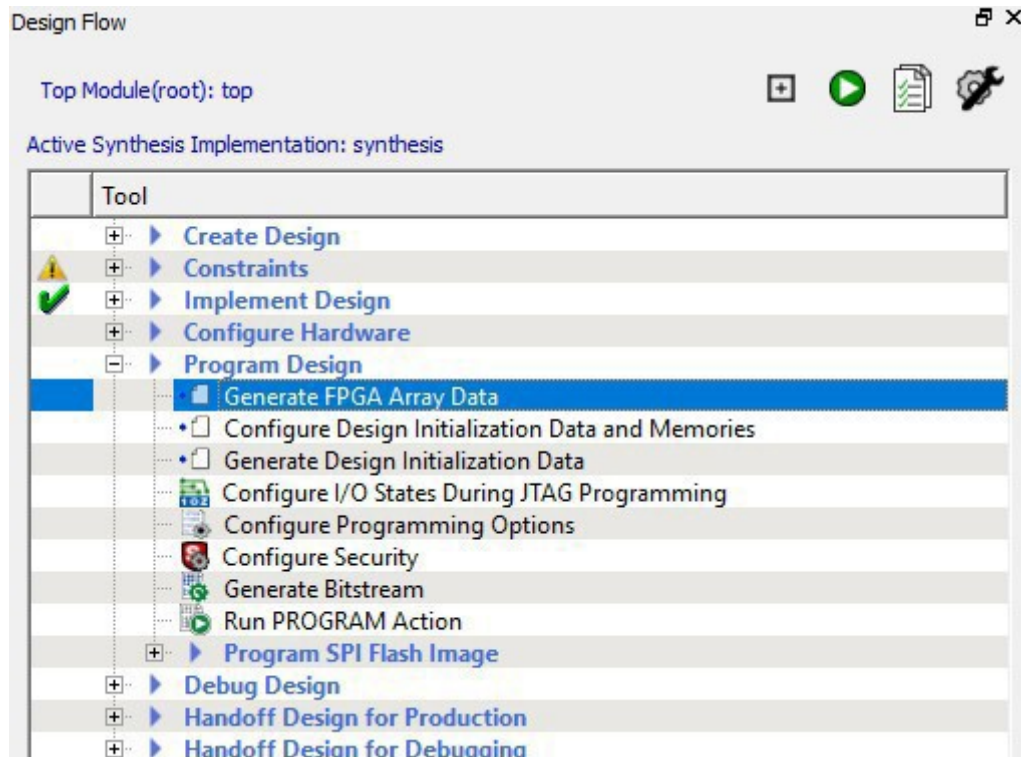 Design Flow
Top Module(root): top
Active Synthesis Implementation: synthesis
Tool
Create Design
Constraints
Implement Design
Configure Hardware
Program Design
Generate FPGA Array Data
Configure Design Initialization Data and Memories
Generate Design Initialization Data
Configure I/O States During JTAG Programming
Configure Programming Options
Configure Security
Generate Bitstream
Run PROGRAM Action
Program SPI Flash Image
Debug Design
Handoff Design for Production
Handoff Design for Debugging